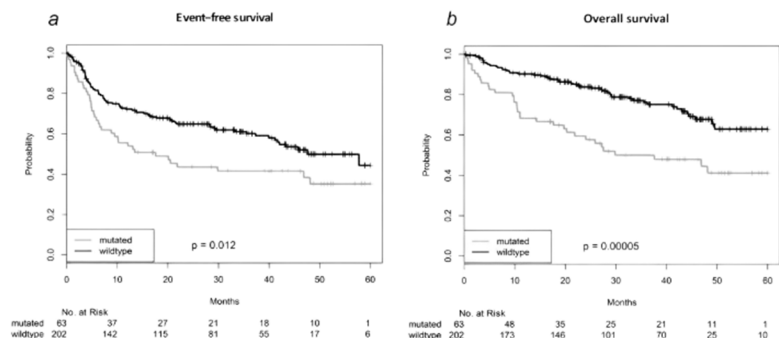 a Event-free survival
Probability
1.0
0.8
0.6
0.4
0.2
0.0
mutated
wildtype
p = 0.012
0 10 20 30 40 50 60
Months
No. at Risk
mutated 63 37 27 21 18 10 1
wildtype 202 142 115 81 55 17 6
b Overall survival
Probability
1.0
0.8
0.6
0.4
0.2
0.0
mutated
wildtype
p = 0.00005
0 10 20 30 40 50 60
Months
No. at Risk
mutated 63 48 35 25 21 11 1
wildtype 202 173 146 101 70 25 10